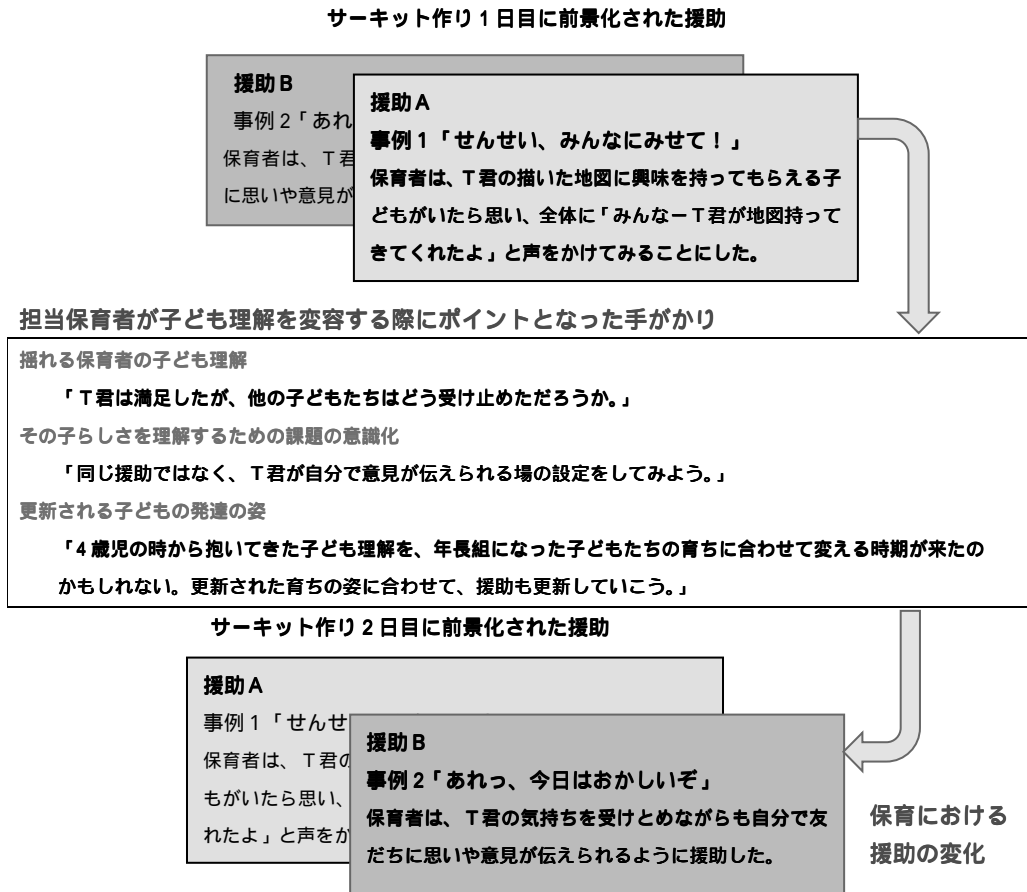 サーキット作り1日目に前景化された援助
援助B
事例2「あれ
保育者は、T君
に思いや意見が
援助A
事例1「せんせい、みんなにみせて!」
保育者は、T君の描いた地図に興味を持ってもらえる子
どもがいたら思い、全体に「みんなーT君が地図持って
きてくれたよ」と声をかけてみることにした。
担当保育者が子ども理解を変容する際にポイントとなった手がかり
揺れる保育者の子ども理解
「T君は満足したが、他の子どもたちはどう受け止めただろうか。」
その子らしさを理解するための課題の意識化
「同じ援助ではなく、T君が自分で意見が伝えられる場の設定をしてみよう。」
更新される子どもの発達の姿
「4歳児の時から抱いてきた子ども理解を、年長組になった子どもたちの育ちに合わせて変える時期が来たの
かもしれない。更新された育ちの姿に合わせて、援助も更新していこう。」
サーキット作り2日目に前景化された援助
援助A
事例1「せんせ
保育者は、T君の
もがいたら思い、
れたよ」と声をか
援助B
事例2「あれっ、今日はおかしいぞ」
保育者は、T君の気持ちを受けとめながらも自分で友
だちに思いや意見が伝えられるように援助した。
保育における
援助の変化